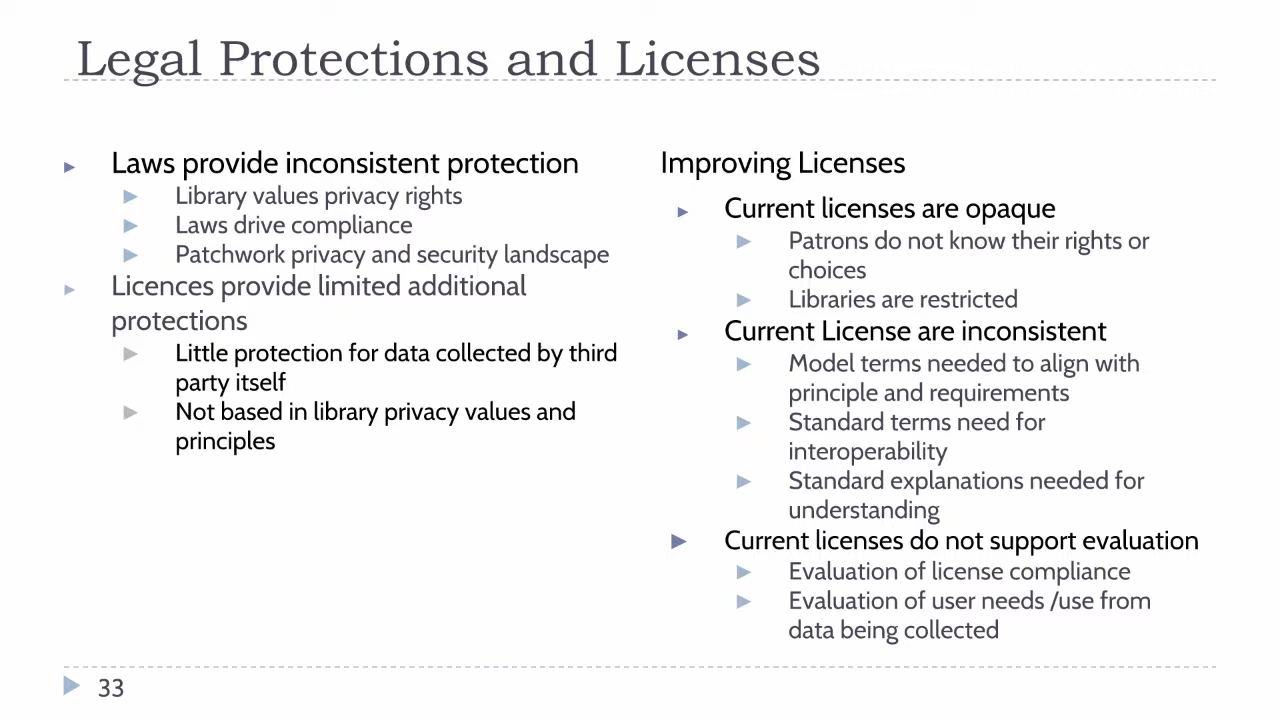 Legal Protections and Licenses
Laws provide inconsistent protection
Library values privacy rights
Laws drive compliance
Patchwork privacy and security landscape
Licences provide limited additional
protections
Little protection for data collected by third
party itself
Not based in library privacy values and
principles
Improving Licenses
Current licenses are opaque
Patrons do not know their rights or
choices
Libraries are restricted
Current License are inconsistent
Model terms needed to align with
principle and requirements
Standard terms need for
interoperability
Standard explanations needed for
understanding
Current licenses do not support evaluation
Evaluation of license compliance
Evaluation of user needs /use from
data being collected
33